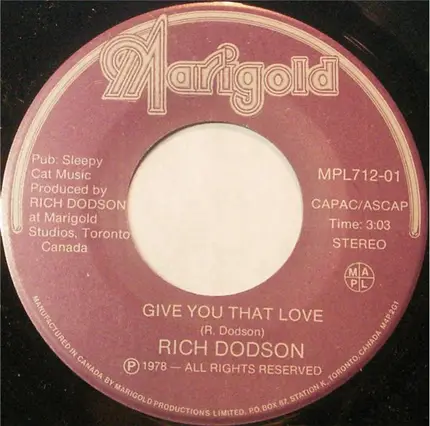 Marigold
Pub: Sleepy
Cat Music
Produced by
RICH DODSON
at Marigold
Studios, Toronto
Canada
MPL712-01
CAPAC/ASCAP
Time: 3:03
STEREO
M A
P L
GIVE YOU THAT LOVE
(R. Dodson)
RICH DODSON
Ⓟ 1978 — ALL RIGHTS RESERVED
MANUFACTURED IN CANADA BY MARIGOLD PRODUCTIONS LIMITED, P.O. BOX 67, STATION K, TORONTO, CANADA M4P 2G1